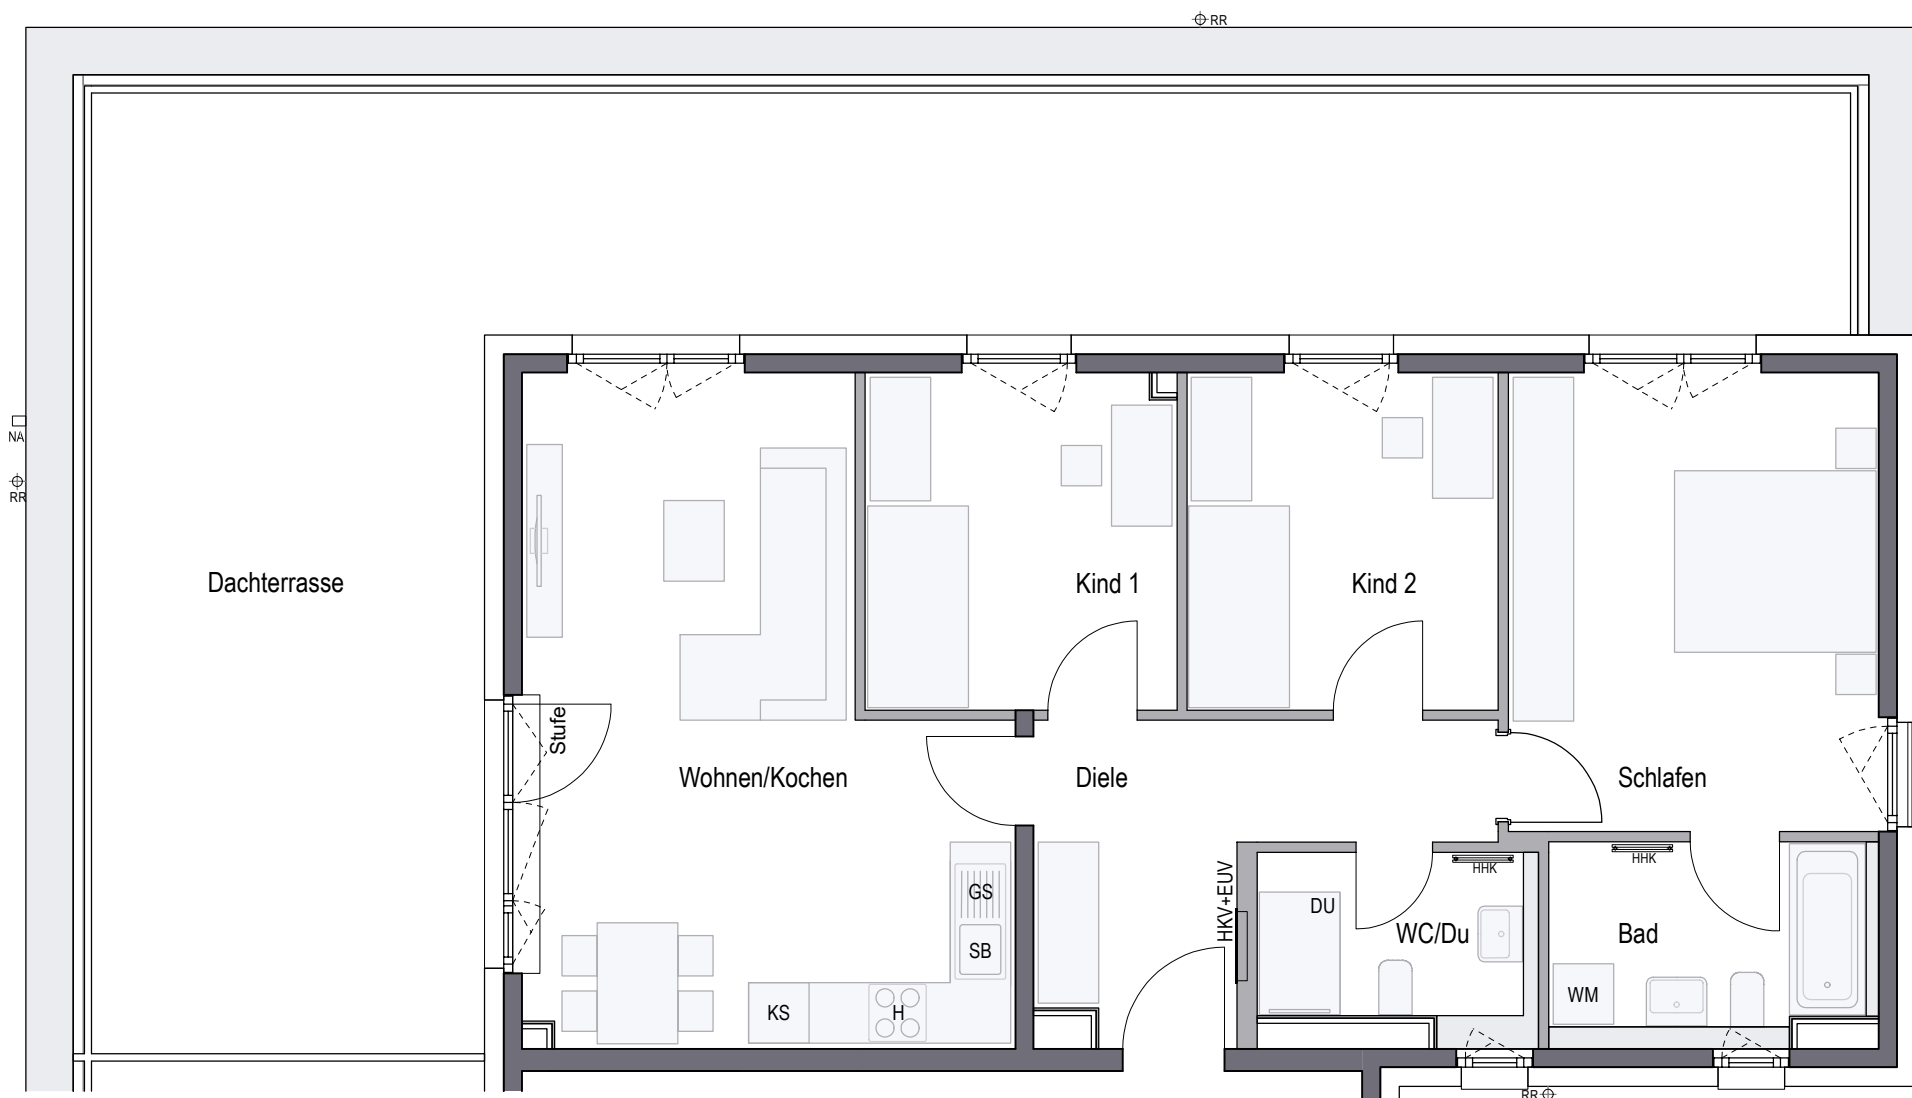 RR
NA
RR
Dachterrasse
Kind 1
Kind 2
Stufe
Wohnen/Kochen
Diele
Schlafen
HKV+EUV
HHK
HHK
GS
DU
WC/Du
Bad
SB
WM
KS
H
RR